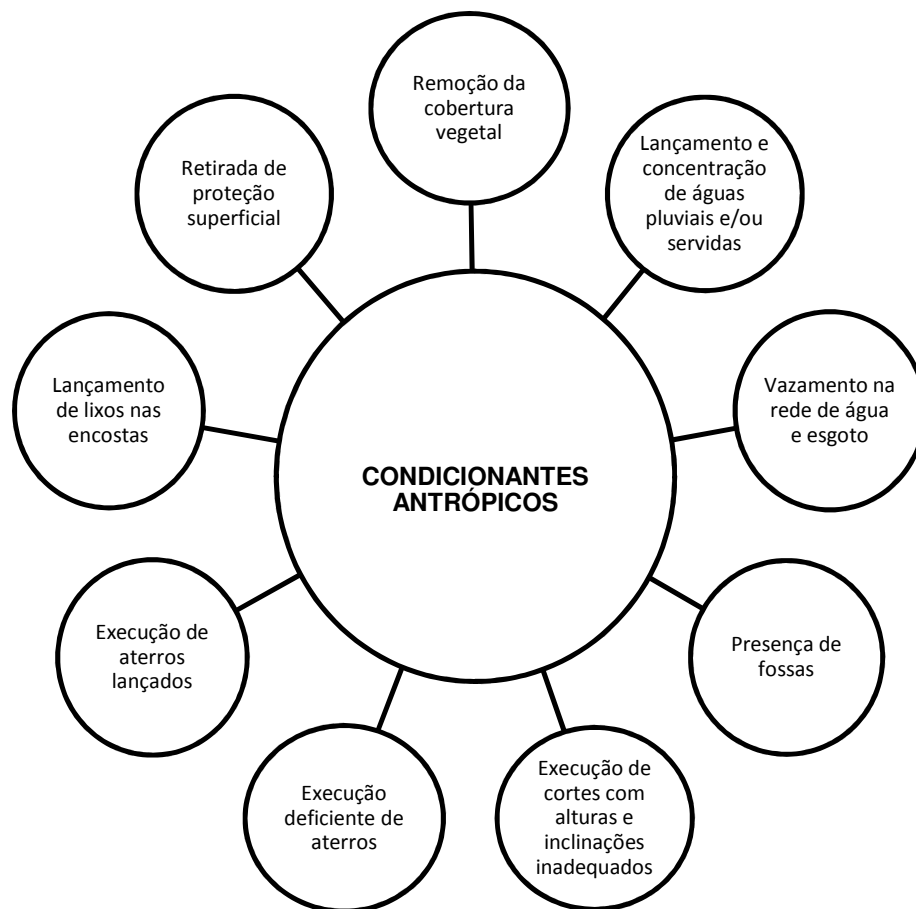 Remoção da
cobertura
vegetal
Lançamento e
concentração
de águas
pluviais e/ou
servidas
Vazamento na
rede de água
e esgoto
Presença de
fossas
Execução de
cortes com
alturas e
inclinações
inadequados
Execução
deficiente de
aterros
Execução de
aterros
lançados
Lançamento
de lixos nas
encostas
Retirada de
proteção
superficial
CONDICIONANTES
ANTRÓPICOS